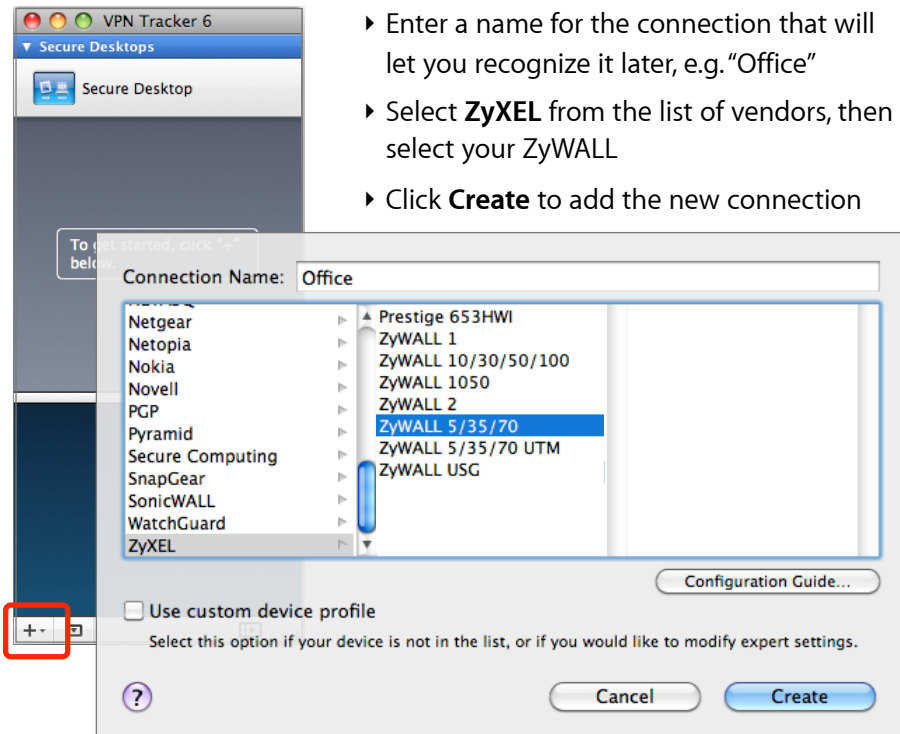 VPN Tracker 6
Secure Desktops
Secure Desktop
To get started, click "+"
below.
‣ Enter a name for the connection that will
let you recognize it later, e.g. “Office”
‣ Select ZyXEL from the list of vendors, then
select your ZyWALL
‣ Click Create to add the new connection
Connection Name: Office
Netgear
Netopia
Nokia
Novell
PGP
Pyramid
Secure Computing
SnapGear
SonicWALL
WatchGuard
ZyXEL
Prestige 653HWI
ZyWALL 1
ZyWALL 10/30/50/100
ZyWALL 1050
ZyWALL 2
ZyWALL 5/35/70
ZyWALL 5/35/70 UTM
ZyWALL USG
Configuration Guide...
Use custom device profile
Select this option if your device is not in the list, or if you would like to modify expert settings.
?
Cancel
Create